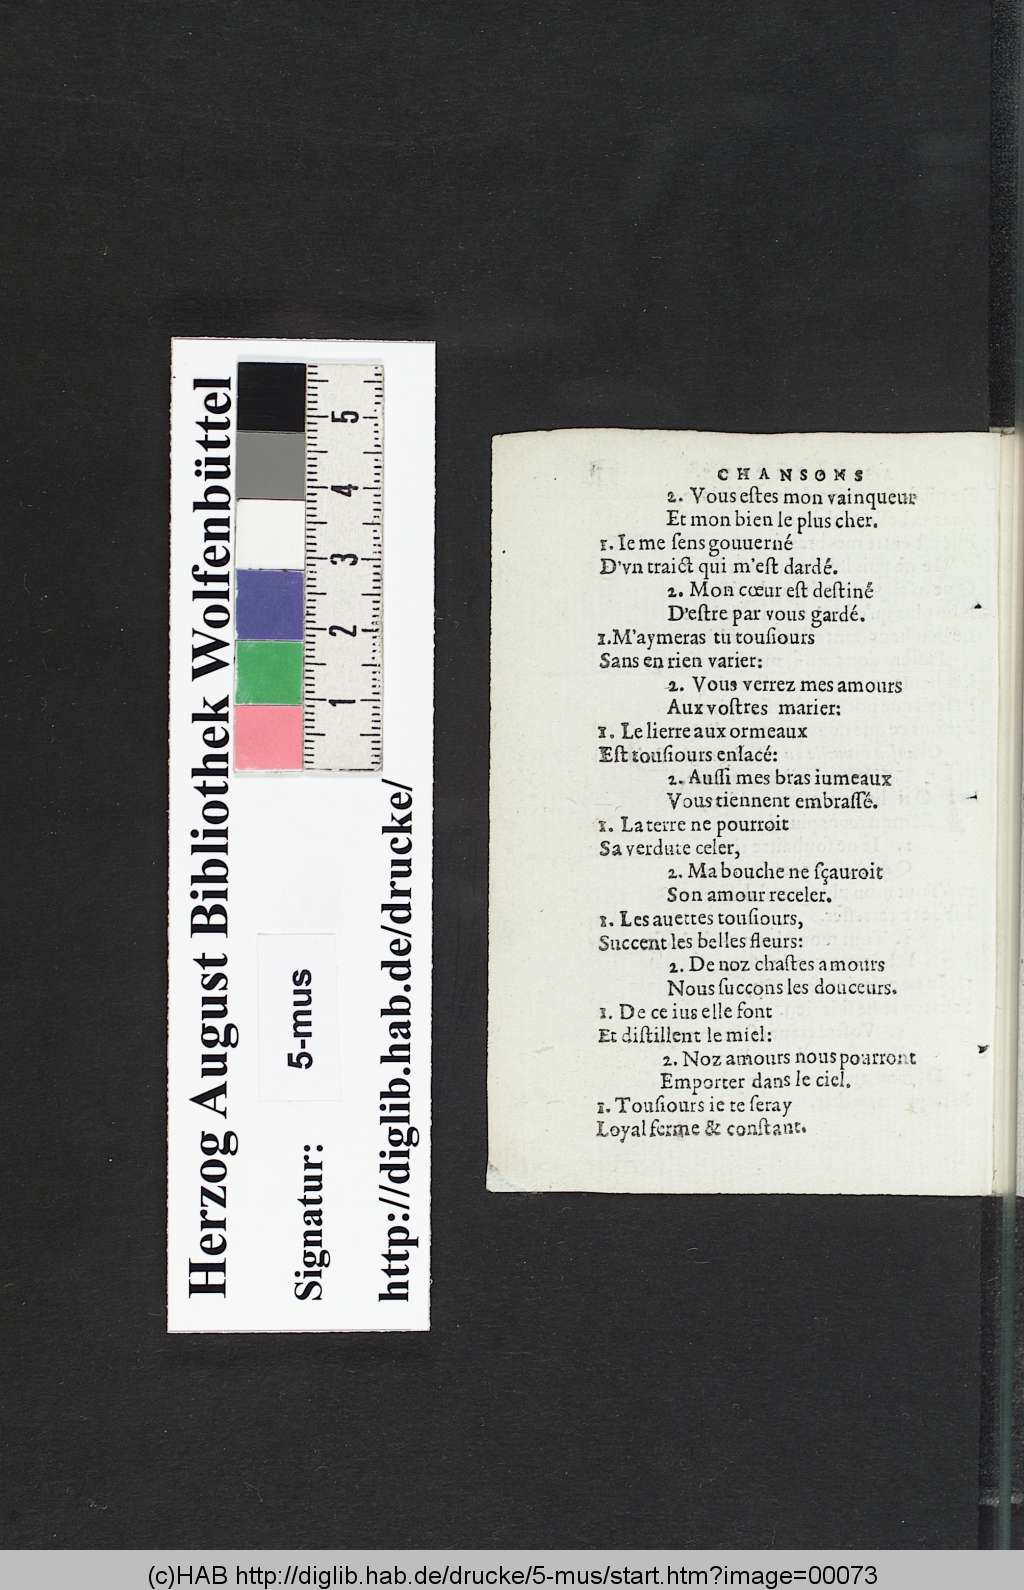 Herzog August Bibliothek Wolfenbüttel
Signatur: 5-mus
http://diglib.hab.de/drucke/
1 2 3 4 5
CHANSONS
2. Vous eſtes mon vainqueur
Et mon bien le plus cher.
1. Ie me ſens gouuerné
D'vn traict qui m'eſt dardé.
2. Mon cœur eſt deſtiné
D'eſtre par vous gardé.
1.M'aymeras tu touſiours
Sans en rien varier:
2. Vous verrez mes amours
Aux voſtres marier:
1. Le lierre aux ormeaux
Eſt touſiours enlacé:
2. Auſſi mes bras iumeaux
Vous tiennent embraſſé.
1. La terre ne pourroit
Sa verdure celer,
2. Ma bouche ne ſçauroit
Son amour receler.
1. Les auettes touſiours,
Succent les belles fleurs:
2. De noz chaſtes amours
Nous ſucçons les douceurs.
1. De ce ius elle font
Et diſtillent le miel:
2. Noz amours nous pourront
Emporter dans le ciel.
1. Touſiours ie te ſeray
Loyal ferme & conſtant.
(c)HAB http://diglib.hab.de/drucke/5-mus/start.htm?image=00073